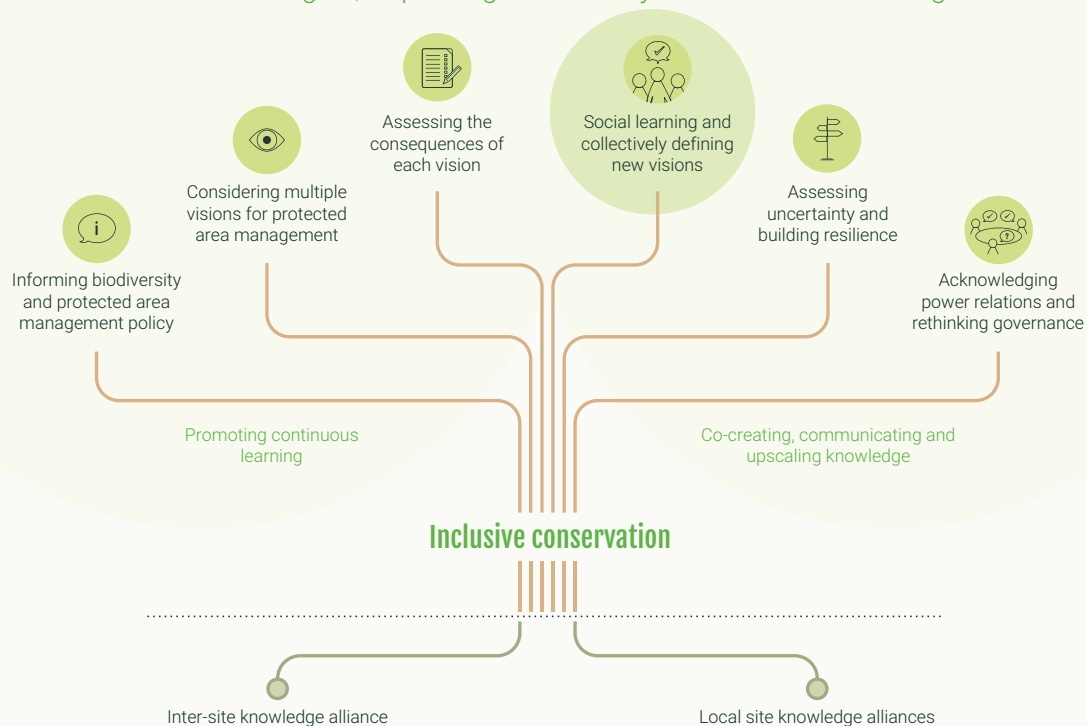 Assessing the
consequences of
each vision
Social learning and
collectively defining
new visions
Considering multiple
visions for protected
area management
Assessing
uncertainty and
building resilience
i
Informing biodiversity
and protected area
management policy
?
Acknowledging
power relations and
rethinking governance
Promoting continuous
learning
Co-creating, communicating and
upscaling knowledge
Inclusive conservation
Inter-site knowledge alliance
Local site knowledge alliances